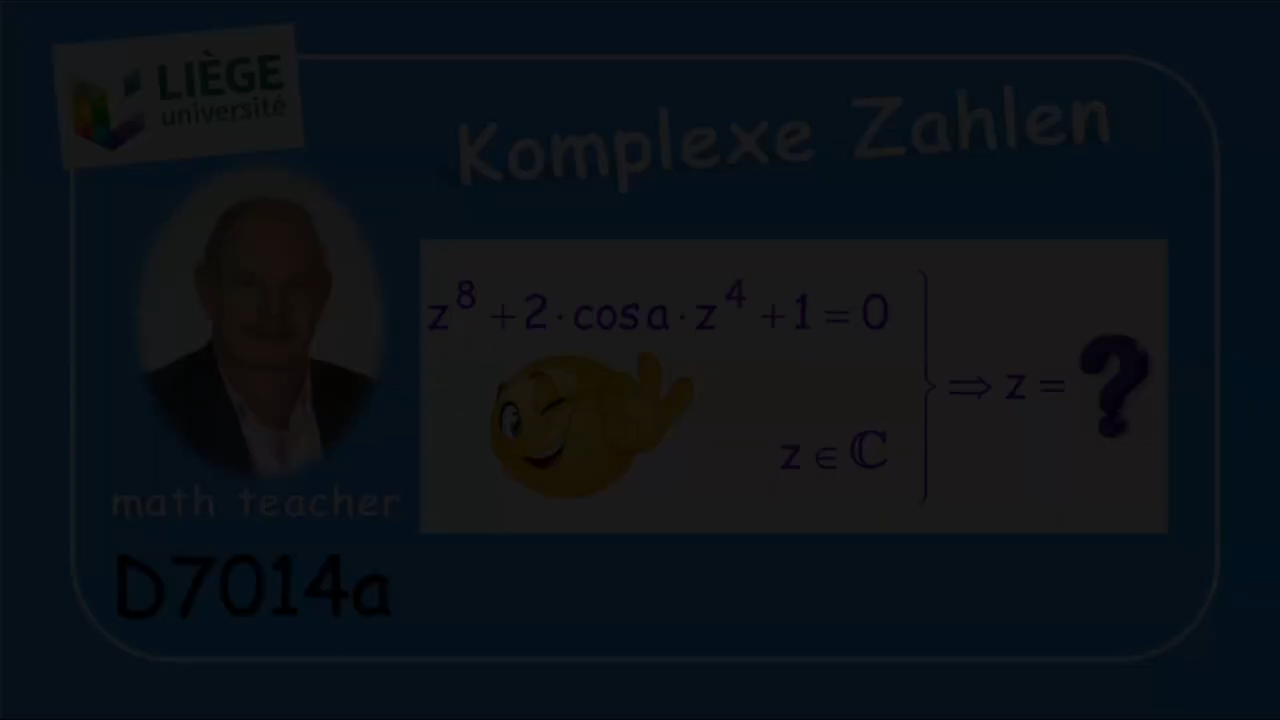 LIÈGE
université
Komplexe Zahlen
z⁸ + 2 · cos a · z⁴ + 1 = 0
⇒ z = ?
z ∈ ℂ
math teacher
D7014a